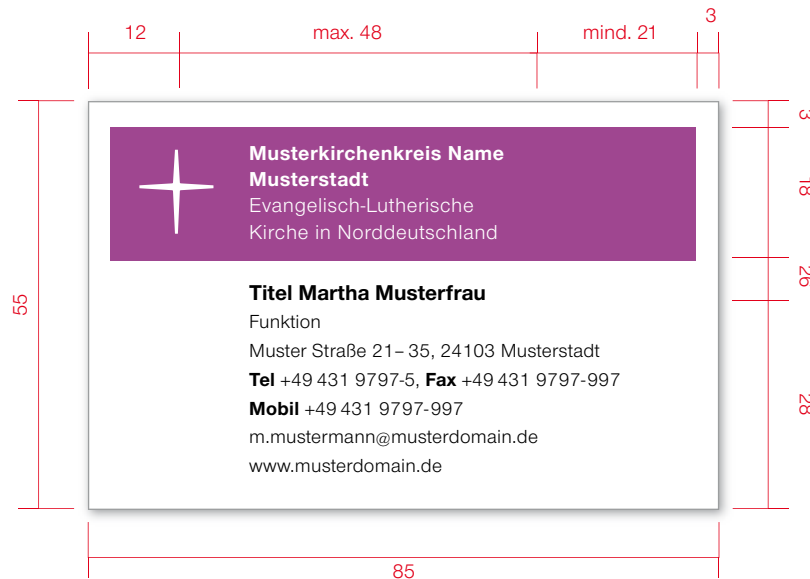 3
12 max. 48 mind. 21
3
Musterkirchenkreis Name
Musterstadt
Evangelisch-Lutherische
Kirche in Norddeutschland
18
26
55
Titel Martha Musterfrau
Funktion
Muster Straße 21– 35, 24103 Musterstadt
Tel +49 431 9797-5, Fax +49 431 9797-997
Mobil +49 431 9797-997
m.mustermann@musterdomain.de
www.musterdomain.de
28
85